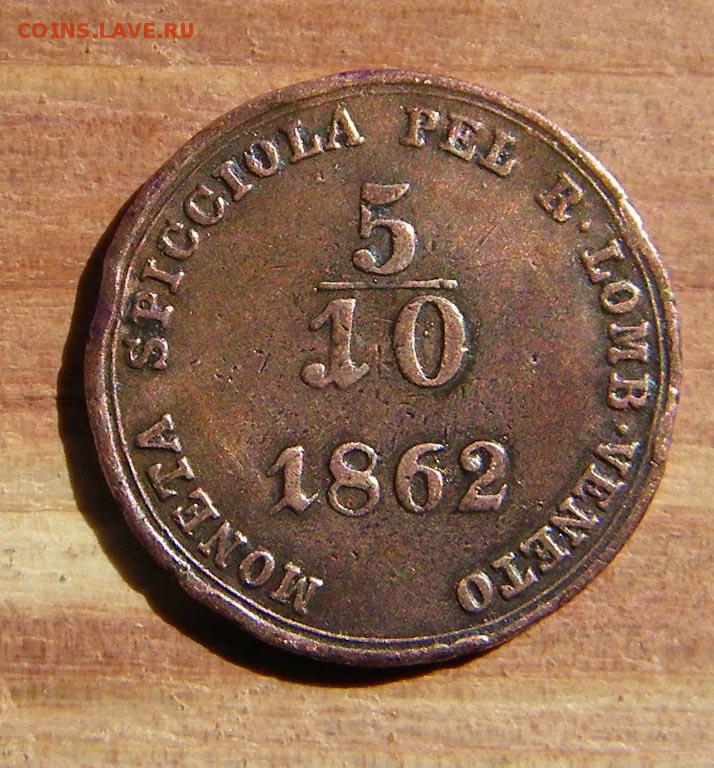 COINS.LAVE.RU
MONETA SPICCIOLA PEL R·LOMB·VENETO
5
10
1862